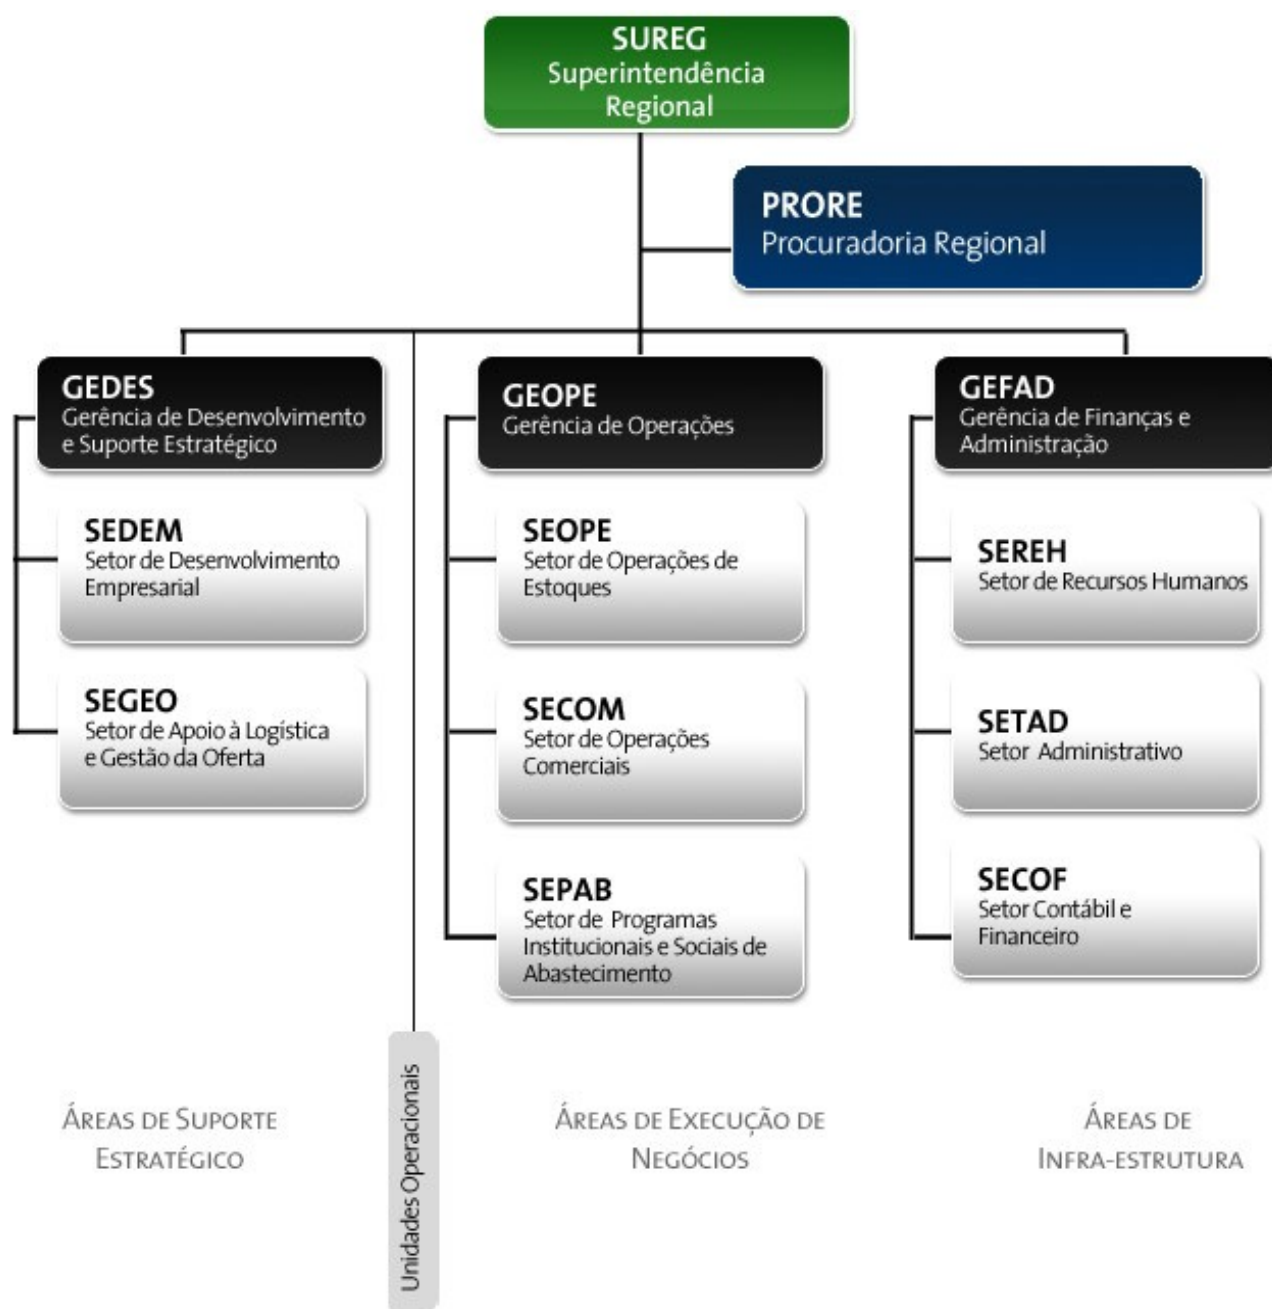 SUREG
Superintendência
Regional
PRORE
Procuradoria Regional
GEDES
Gerência de Desenvolvimento
e Suporte Estratégico
SEDEM
Setor de Desenvolvimento
Empresarial
SEGEO
Setor de Apoio à Logística
e Gestão da Oferta
GEOPE
Gerência de Operações
SEOPE
Setor de Operações de
Estoques
SECOM
Setor de Operações
Comerciais
SEPAB
Setor de Programas
Institucionais e Sociais de
Abastecimento
GEFAD
Gerência de Finanças e
Administração
SEREH
Setor de Recursos Humanos
SETAD
Setor Administrativo
SECOF
Setor Contábil e
Financeiro
Áreas de Suporte
Estratégico
Unidades Operacionais
Áreas de Execução de
Negócios
Áreas de
Infra-estrutura